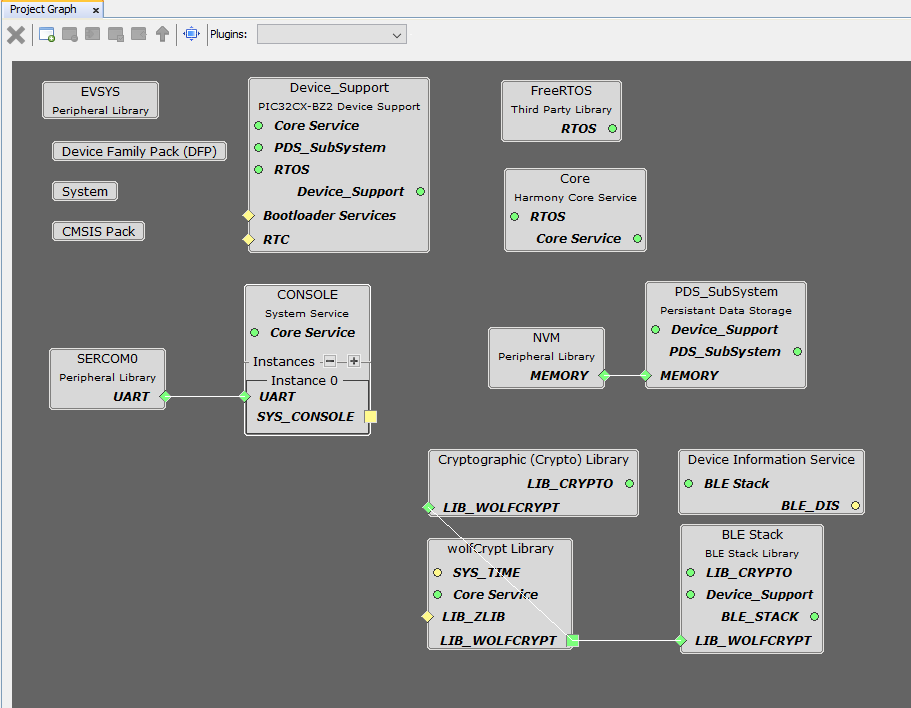 Project Graph x
Plugins:
EVSYS
Peripheral Library
Device Family Pack (DFP)
System
CMSIS Pack
Device_Support
PIC32CX-BZ2 Device Support
Core Service
PDS_SubSystem
RTOS
Device_Support
Bootloader Services
RTC
FreeRTOS
Third Party Library
RTOS
Core
Harmony Core Service
RTOS
Core Service
CONSOLE
System Service
Core Service
Instances
Instance 0
UART
SYS_CONSOLE
SERCOM0
Peripheral Library
UART
NVM
Peripheral Library
MEMORY
PDS_SubSystem
Persistant Data Storage
Device_Support
PDS_SubSystem
MEMORY
Cryptographic (Crypto) Library
LIB_CRYPTO
LIB_WOLFCRYPT
Device Information Service
BLE Stack
BLE_DIS
wolfCrypt Library
SYS_TIME
Core Service
LIB_ZLIB
LIB_WOLFCRYPT
BLE Stack
BLE Stack Library
LIB_CRYPTO
Device_Support
BLE_STACK
LIB_WOLFCRYPT